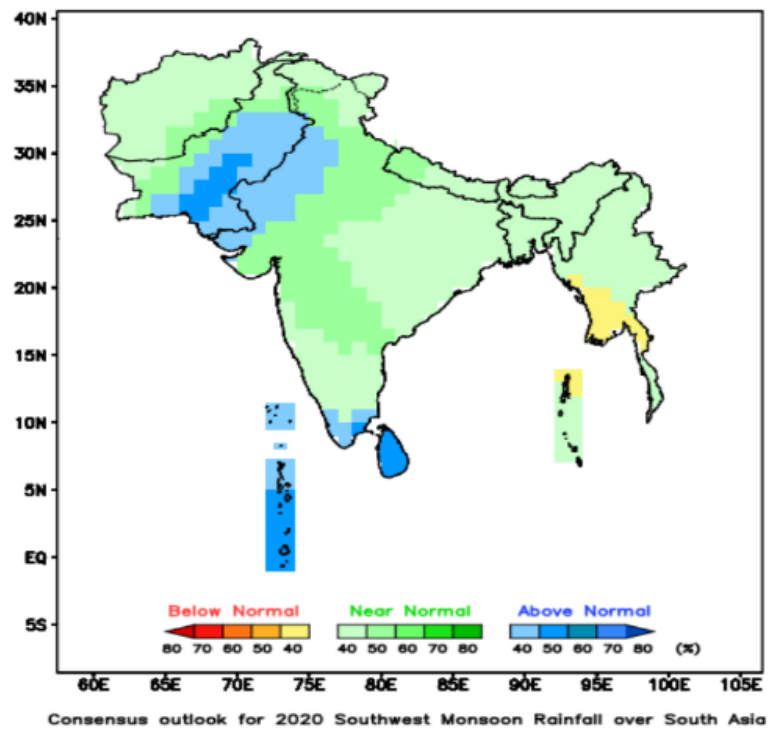 40N
35N
30N
25N
20N
15N
10N
5N
EQ
5S
Below Normal Near Normal Above Normal
80 70 60 50 40 40 50 60 70 80 40 50 60 70 80 (%)
60E 65E 70E 75E 80E 85E 90E 95E 100E 105E
Consensus outlook for 2020 Southwest Monsoon Rainfall over South Asia